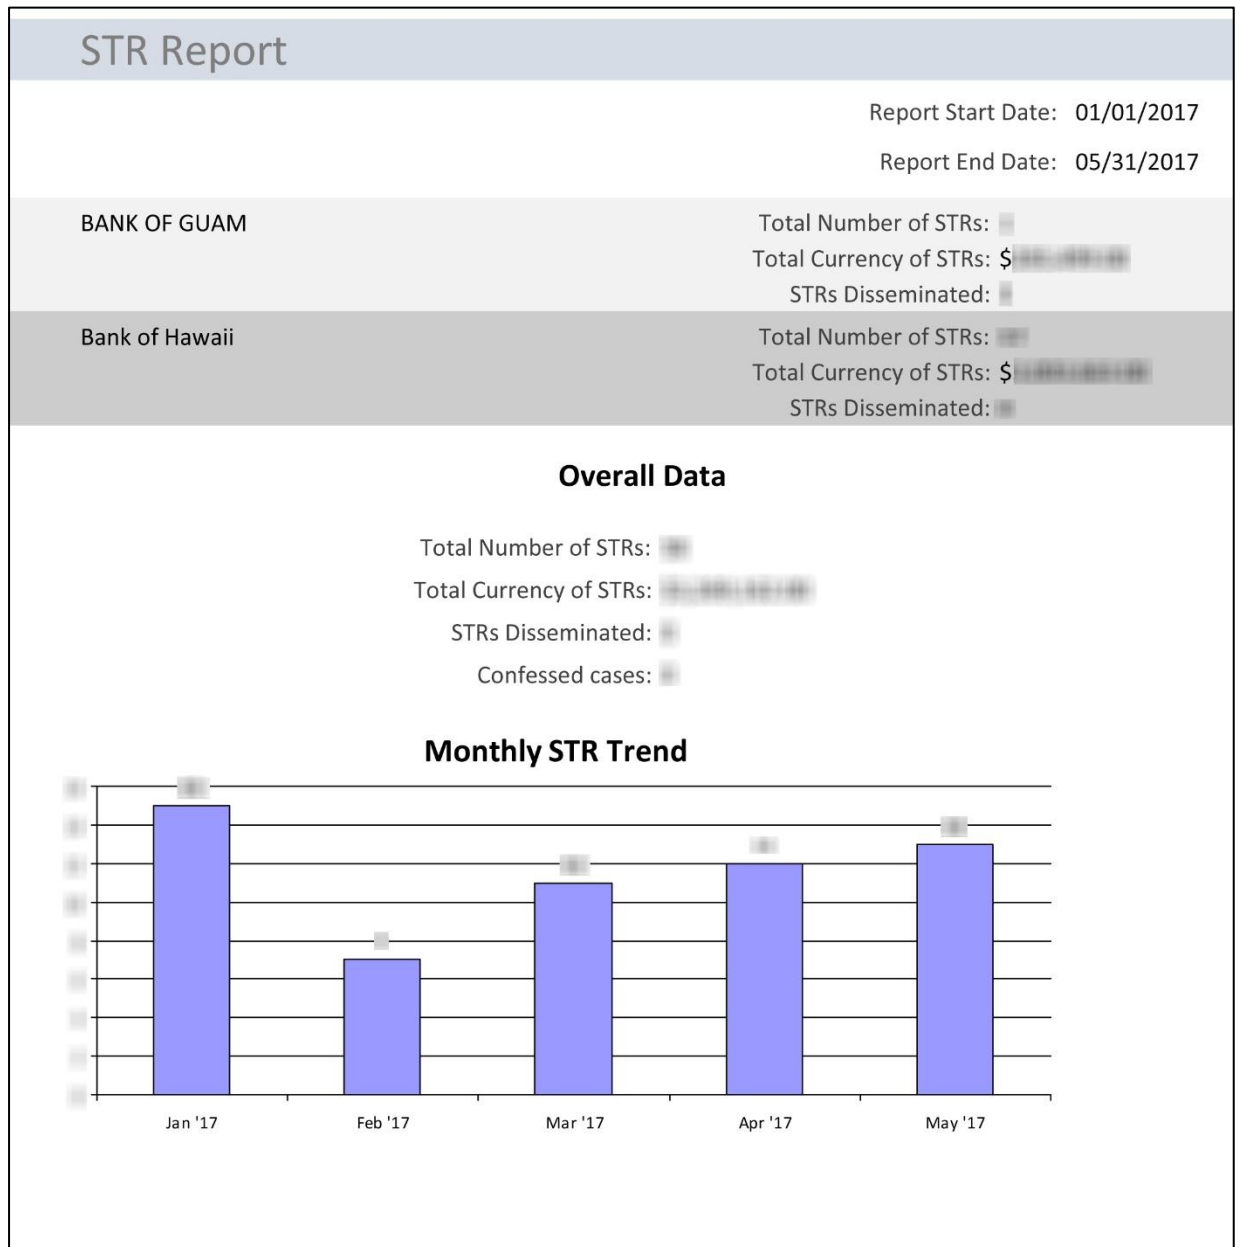 STR Report
Report Start Date: 01/01/2017
Report End Date: 05/31/2017
BANK OF GUAM Total Number of STRs:
Total Currency of STRs: $
STRs Disseminated:
Bank of Hawaii Total Number of STRs:
Total Currency of STRs: $
STRs Disseminated:
Overall Data
Total Number of STRs:
Total Currency of STRs:
STRs Disseminated:
Confessed cases:
Monthly STR Trend
Jan '17 Feb '17 Mar '17 Apr '17 May '17